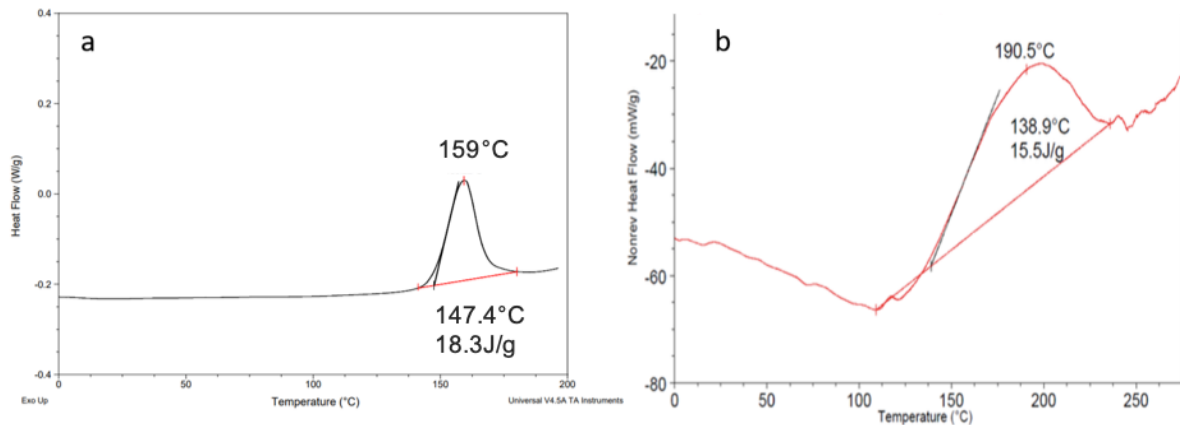 a
0.4
0.2
0.0
-0.2
-0.4
Heat Flow (W/g)
159°C
147.4°C
18.3J/g
0
50
100
150
200
Exo Up
Temperature (°C)
Universal V4.5A TA Instruments
b
-20
-40
-60
-80
Nonrev Heat Flow (mW/g)
190.5°C
138.9°C
15.5J/g
0
50
100
150
200
250
Temperature (°C)